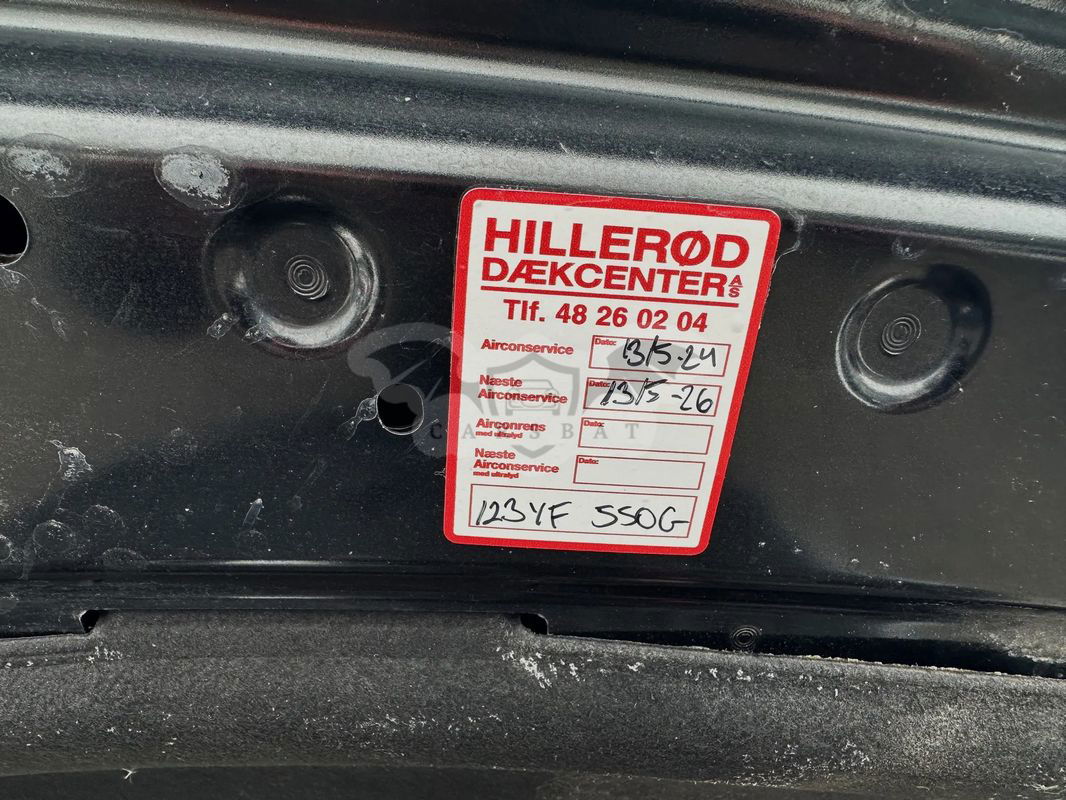 HILLERØD
DÆKCENTER A/S
Tlf. 48 26 02 04
Airconservice Dato: 13/5-24
Næste
Airconservice Dato: 13/5-26
Airconrens Dato:
med ultralyd
Næste
Airconservice Dato:
med ultralyd
123YF 550G
CARSBAT